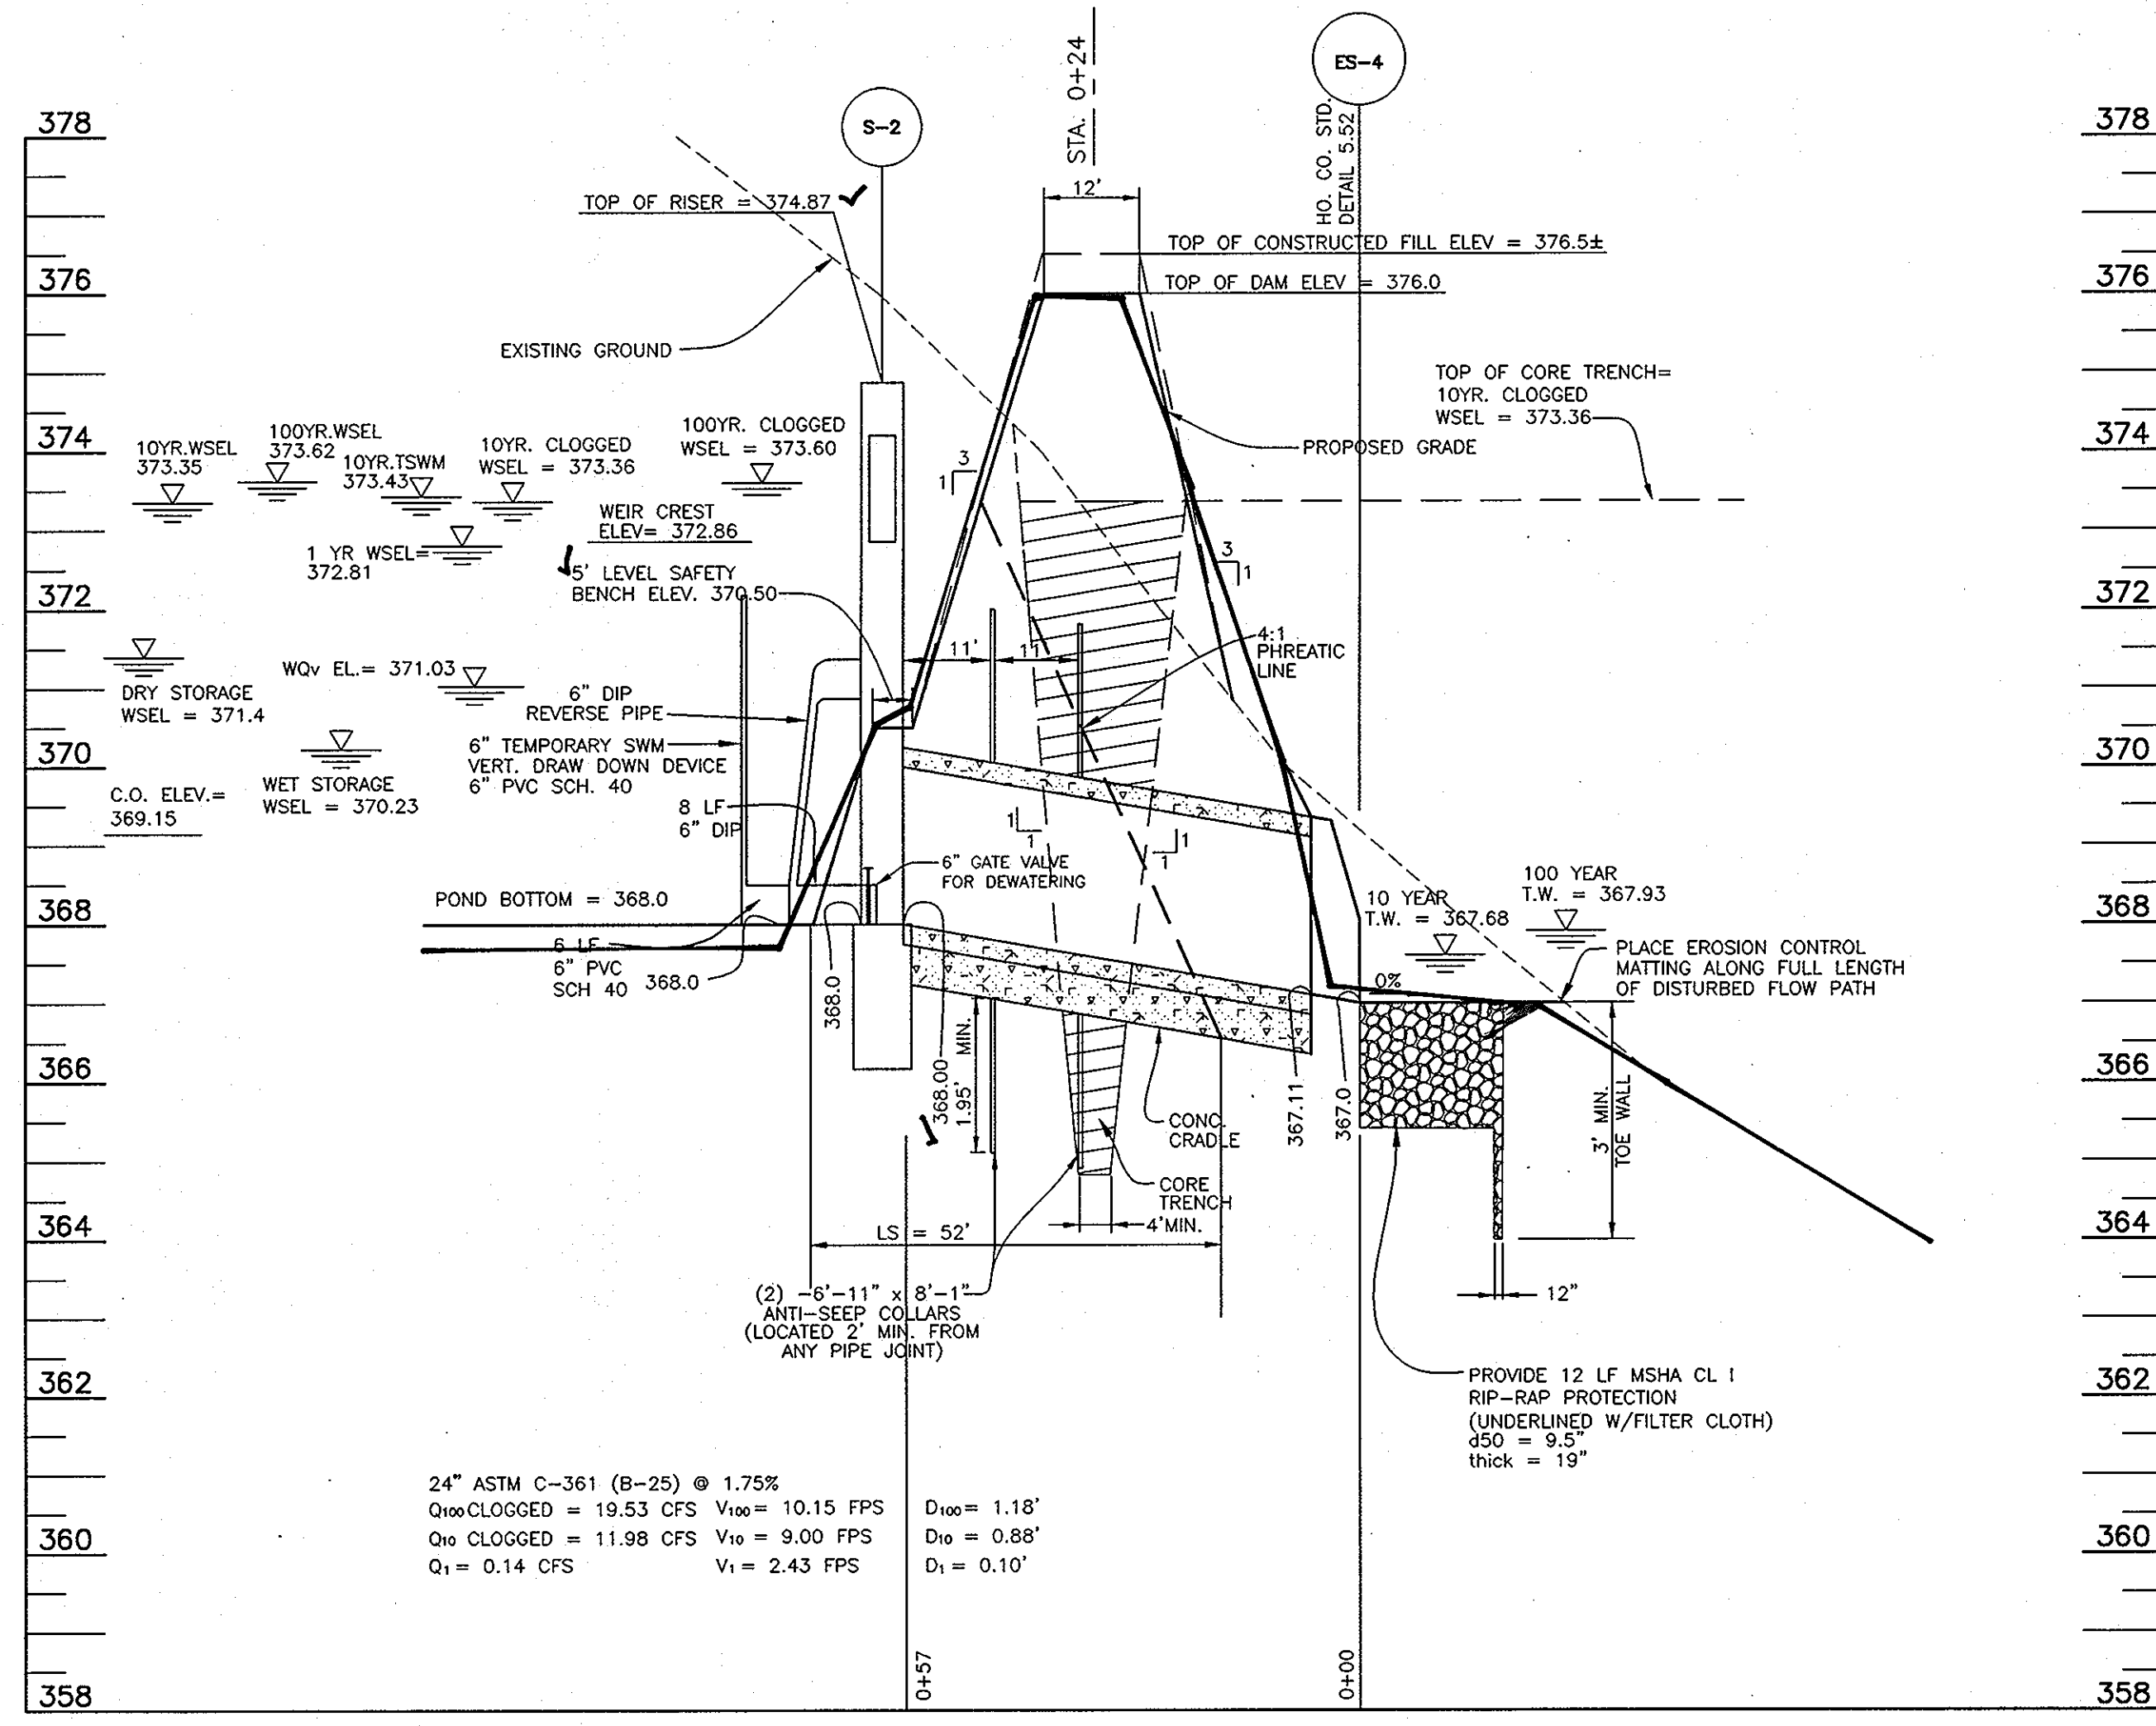 S-2
STA. 0+24
ES-4
HO. CO. STD.
DETAIL 5.52
378
378
TOP OF RISER = 374.87
12'
TOP OF CONSTRUCTED FILL ELEV = 376.5±
TOP OF DAM ELEV = 376.0
376
376
EXISTING GROUND
TOP OF CORE TRENCH=
10YR. CLOGGED
WSEL = 373.36
PROPOSED GRADE
374
374
10YR.WSEL
373.35
100YR.WSEL
373.62
10YR.TSWM
373.43
10YR. CLOGGED
WSEL = 373.36
100YR. CLOGGED
WSEL = 373.60
3
1
WEIR CREST
ELEV= 372.86
1 YR WSEL=
372.81
3
1
5' LEVEL SAFETY
BENCH ELEV. 370.50
372
372
4:1
PHREATIC
LINE
11'
11'
WQv EL.= 371.03
DRY STORAGE
WSEL = 371.4
6" DIP
REVERSE PIPE
6" TEMPORARY SWM
VERT. DRAW DOWN DEVICE
6" PVC SCH. 40
370
370
C.O. ELEV.=
369.15
WET STORAGE
WSEL = 370.23
8 LF
6" DIP
1
1
1
1
6" GATE VALVE
FOR DEWATERING
POND BOTTOM = 368.0
10 YEAR
T.W. = 367.68
100 YEAR
T.W. = 367.93
368
368
6 LF
6" PVC
SCH 40
368.0
368.0
368.00
1.95' MIN.
0%
PLACE EROSION CONTROL
MATTING ALONG FULL LENGTH
OF DISTURBED FLOW PATH
367.11
367.0
366
366
CONC.
CRADLE
3' MIN.
TOE WALL
CORE
TRENCH
4'MIN.
364
364
LS = 52'
(2) -6'-11" x 8'-1"
ANTI-SEEP COLLARS
(LOCATED 2' MIN. FROM
ANY PIPE JOINT)
12"
362
362
PROVIDE 12 LF MSHA CL I
RIP-RAP PROTECTION
(UNDERLINED W/FILTER CLOTH)
d50 = 9.5"
thick = 19"
24" ASTM C-361 (B-25) @ 1.75%
Q100 CLOGGED = 19.53 CFS V100 = 10.15 FPS D100 = 1.18'
Q10 CLOGGED = 11.98 CFS V10 = 9.00 FPS D10 = 0.88'
Q1 = 0.14 CFS V1 = 2.43 FPS D1 = 0.10'
360
360
0+57
0+00
358
358